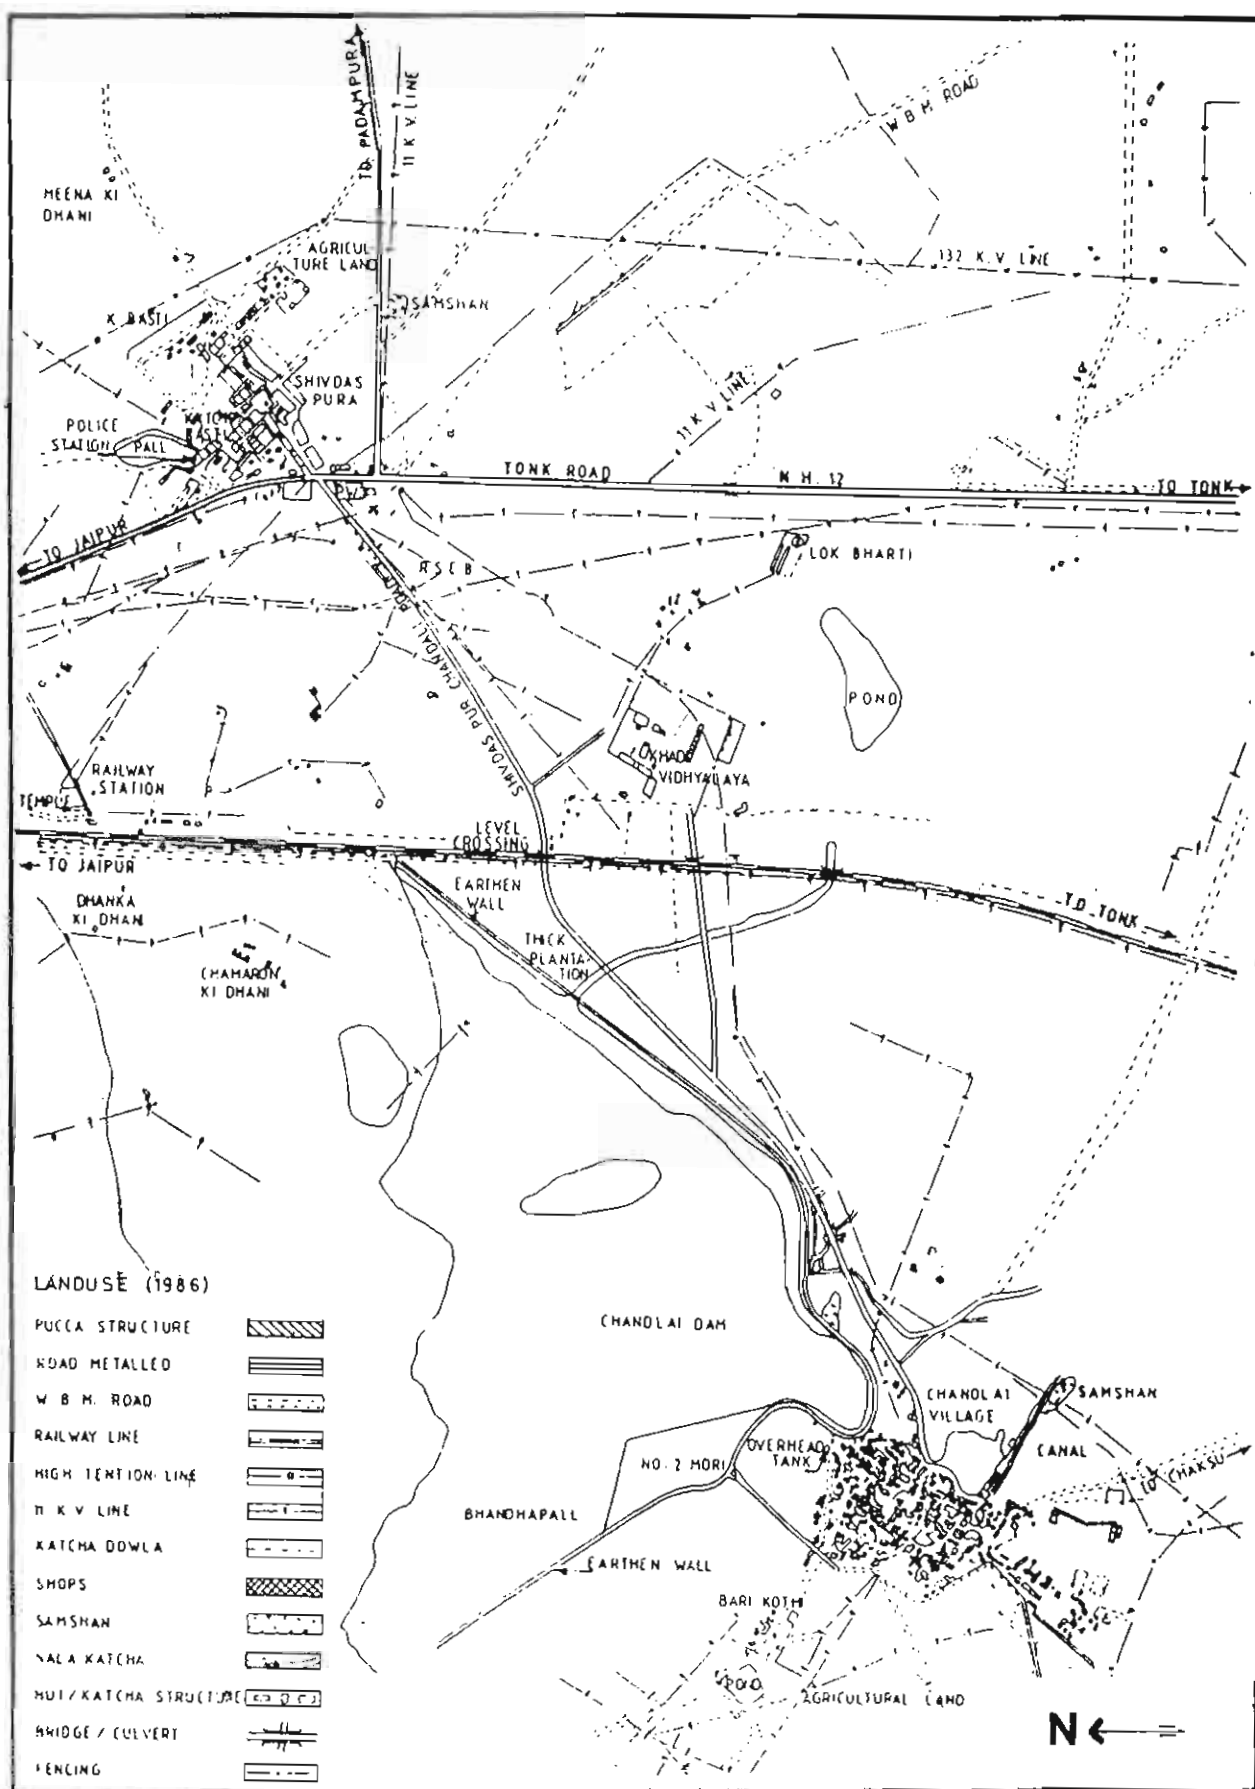 TO PADAMPURA
11 K V LINE
W B M ROAD
MEENA KI
DHANI
AGRICUL
TURE LAND
132 K.V. LINE
SAMSHAN
K BASTI
SHIVDAS
PURA
11 K V LINE
POLICE
STATION
PALL
TONK ROAD
N.H. 12
TO TONK
TO JAIPUR
R S E B
LOK BHARTI
SHIVDAS PUR CHANDALI ROAD
POND
VIDHYALAYA
RAILWAY
STATION
TEMPLE
LEVEL
CROSSING
TO JAIPUR
EARTHEN
WALL
DHANKA
KI DHANI
TO TONK
THICK
PLANTA-
TION
CHAMARON
KI DHANI
LANDUSE (1986)
PUCCA STRUCTURE
ROAD METALLED
W B M. ROAD
RAILWAY LINE
HIGH TENTION LINE
11 K V LINE
KATCHA DOWLA
SHOPS
SAMSHAN
NALA KATCHA
HUT/KATCHA STRUCTURE
BRIDGE / CULVERT
FENCING
CHANDLAI DAM
CHANDLAI
VILLAGE
SAMSHAN
CANAL
OVERHEAD
TANK
NO. 2 MORI
TO CHAKSU
BHANDHAPALL
EARTHEN WALL
BARI KOTHI
POND
AGRICULTURAL LAND
N